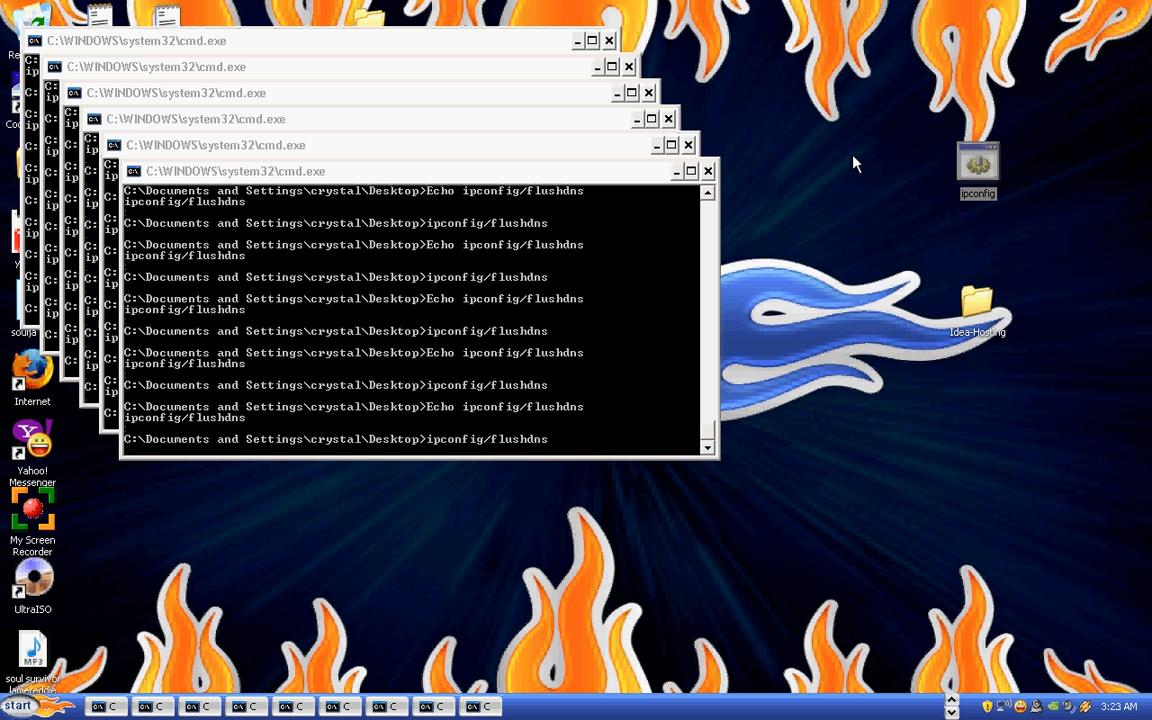 C:\WINDOWS\system32\cmd.exe
C:\WINDOWS\system32\cmd.exe
C:\WINDOWS\system32\cmd.exe
C:\WINDOWS\system32\cmd.exe
C:\WINDOWS\system32\cmd.exe
C:\WINDOWS\system32\cmd.exe
C:\Documents and Settings\crystal\Desktop>Echo ipconfig/flushdns
ipconfig/flushdns
C:\Documents and Settings\crystal\Desktop>ipconfig/flushdns
C:\Documents and Settings\crystal\Desktop>Echo ipconfig/flushdns
ipconfig/flushdns
C:\Documents and Settings\crystal\Desktop>ipconfig/flushdns
C:\Documents and Settings\crystal\Desktop>Echo ipconfig/flushdns
ipconfig/flushdns
C:\Documents and Settings\crystal\Desktop>ipconfig/flushdns
C:\Documents and Settings\crystal\Desktop>Echo ipconfig/flushdns
ipconfig/flushdns
C:\Documents and Settings\crystal\Desktop>ipconfig/flushdns
C:\Documents and Settings\crystal\Desktop>Echo ipconfig/flushdns
ipconfig/flushdns
C:\Documents and Settings\crystal\Desktop>ipconfig/flushdns
ipconfig
Idea-Hosting
soulja
Internet
Yahoo!
Messenger
My Screen
Recorder
UltraISO
MP3
soul survivor
start
C
C
C
C
C
C
C
C
C
3:23 AM